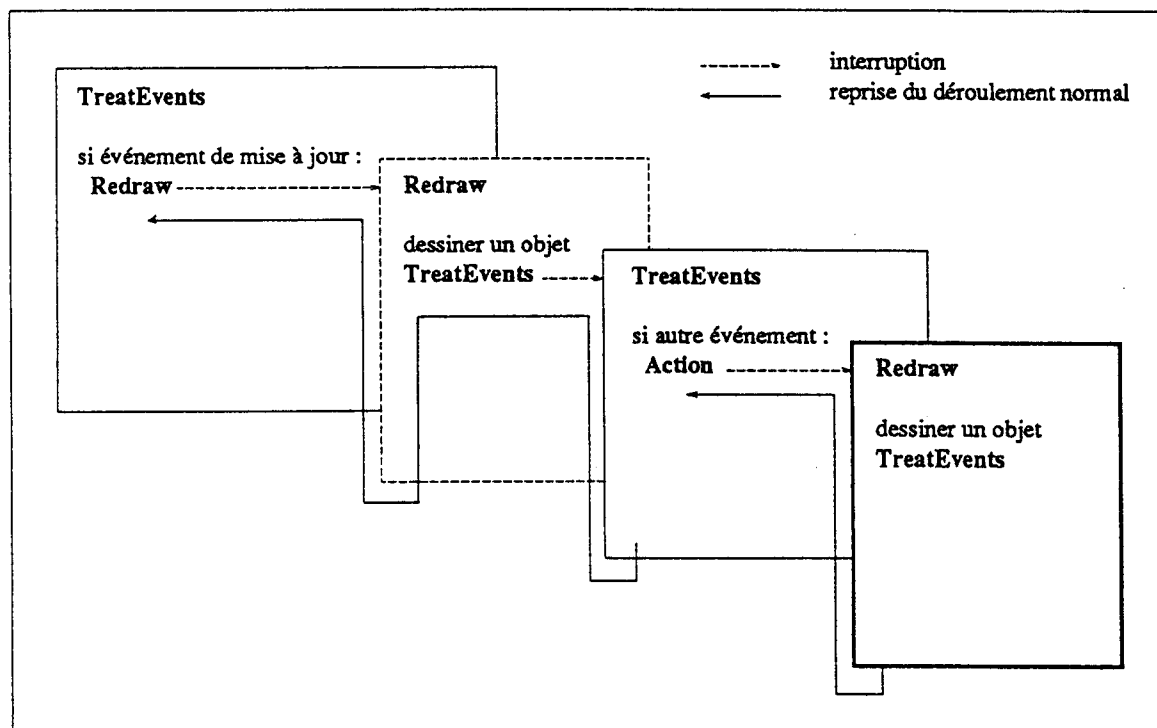 interruption
reprise du déroulement normal
TreatEvents
si événement de mise à jour :
Redraw
Redraw
dessiner un objet
TreatEvents
TreatEvents
si autre événement :
Action
Redraw
dessiner un objet
TreatEvents